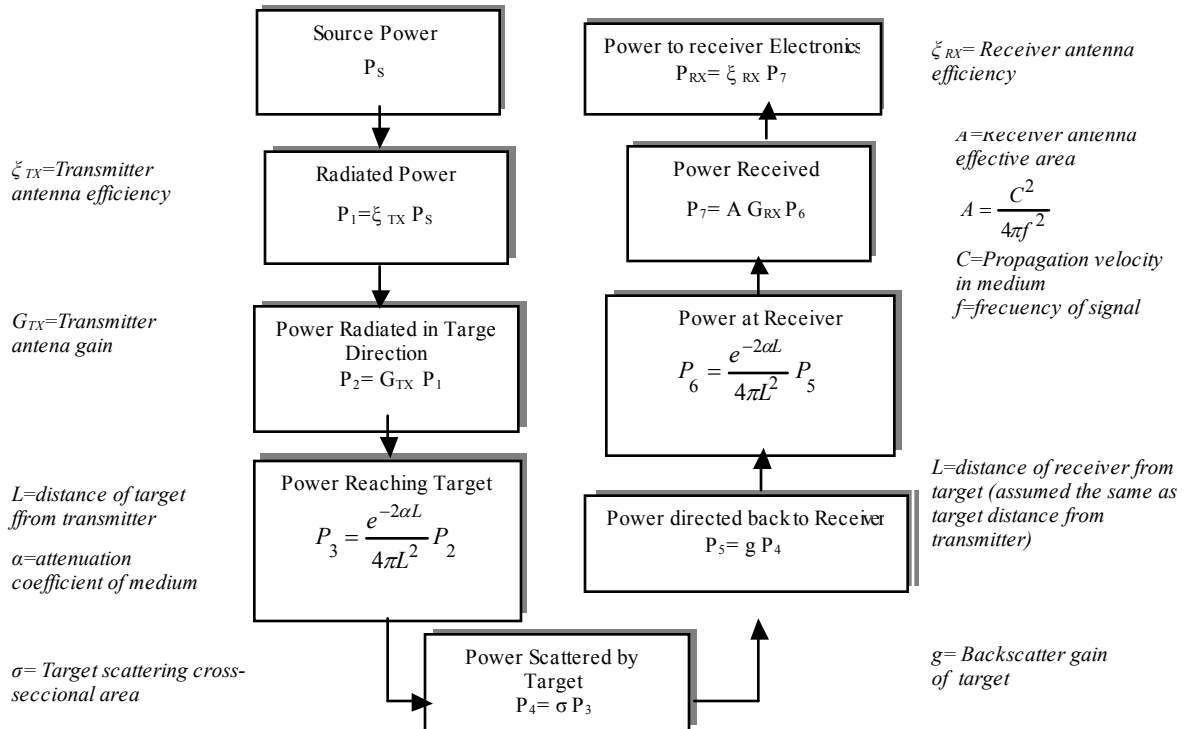 Source Power
P_S
ξ_TX=Transmitter
antenna efficiency
Radiated Power
P_1=ξ_TX P_S
G_TX=Transmitter
antena gain
Power Radiated in Targe
Direction
P_2= G_TX P_1
L=distance of target
ffrom transmitter
α=attenuation
coefficient of medium
Power Reaching Target
P_3 = e^{-2αL} / 4πL^2 P_2
σ= Target scattering cross-
seccional area
Power Scattered by
Target
P_4= σ P_3
g= Backscatter gain
of target
Power directed back to Receiver
P_5= g P_4
L=distance of receiver from
target (assumed the same as
target distance from
transmitter)
Power at Receiver
P_6 = e^{-2αL} / 4πL^2 P_5
Power Received
P_7= A G_RX P_6
A=Receiver antenna
effective area
A = C^2 / 4πf^2
C=Propagation velocity
in medium
f=frecuency of signal
Power to receiver Electronics
P_RX= ξ_RX P_7
ξ_RX= Receiver antenna
efficiency